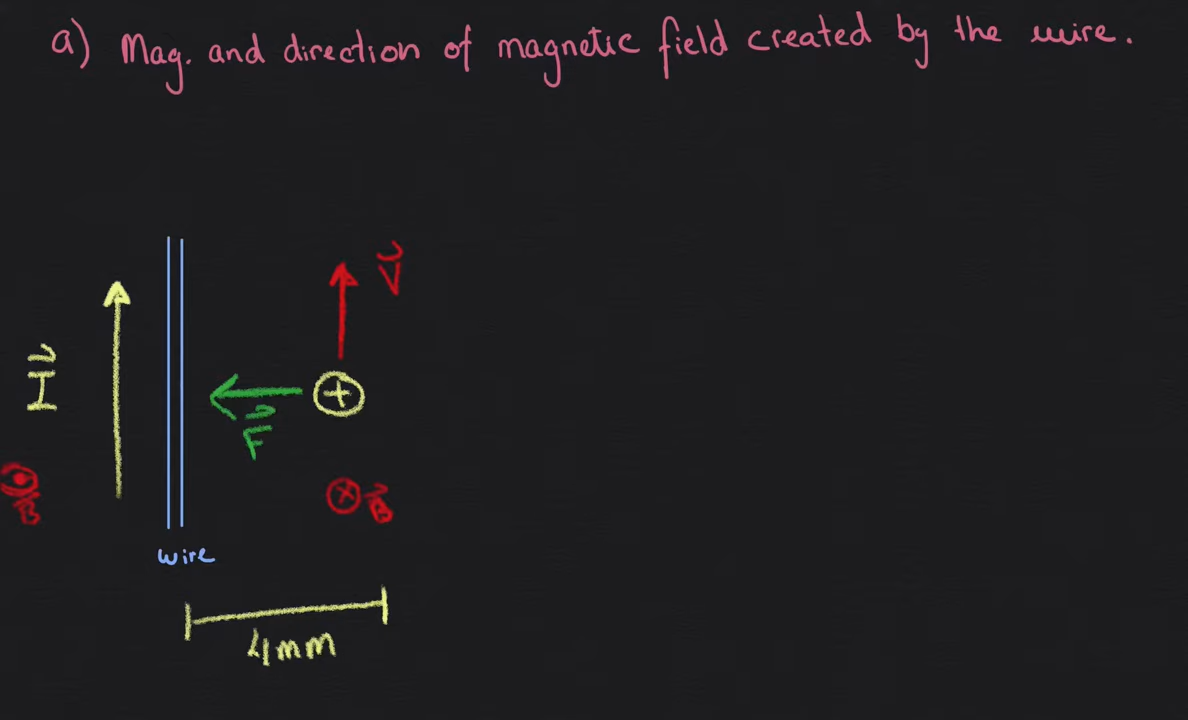 a) Mag. and direction of magnetic field created by the wire.
V
I
+
F
B
B
wire
4mm